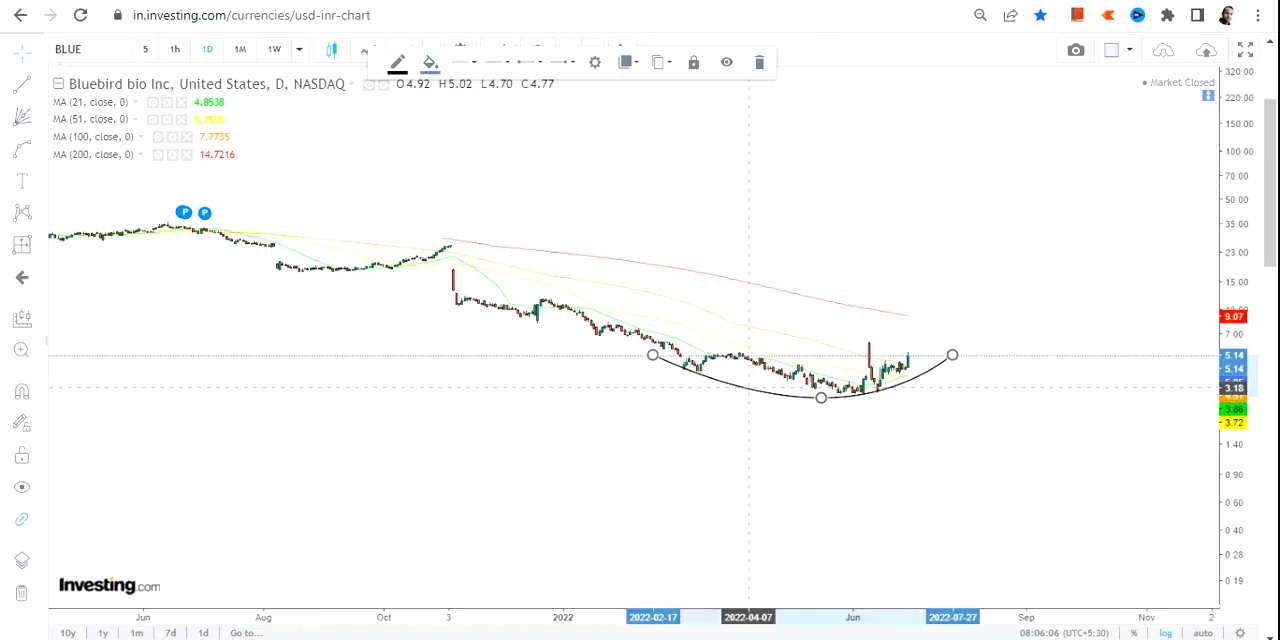 in.investing.com/currencies/usd-inr-chart
BLUE 5 1h 1D 1M 1W
Bluebird bio Inc, United States, D, NASDAQ O4.92 H5.02 L4.70 C4.77
Market Closed
MA (21, close, 0) 4.8538
MA (51, close, 0)
MA (100, close, 0) 7.7735
MA (200, close, 0) 14.7216
P P
320.00
220.00
150.00
100.00
70.00
50.00
35.00
23.00
15.00
9.07
7.00
5.14
5.14
3.18
3.86
3.72
1.40
0.90
0.60
0.40
0.28
0.19
Investing.com
Jun Aug Oct 3 2022 2022-02-17 2022-04-07 Jun 2022-07-27 Sep Nov 2
10y 1y 1m 7d 1d Go to... 08:06:06 (UTC+5:30) % log auto